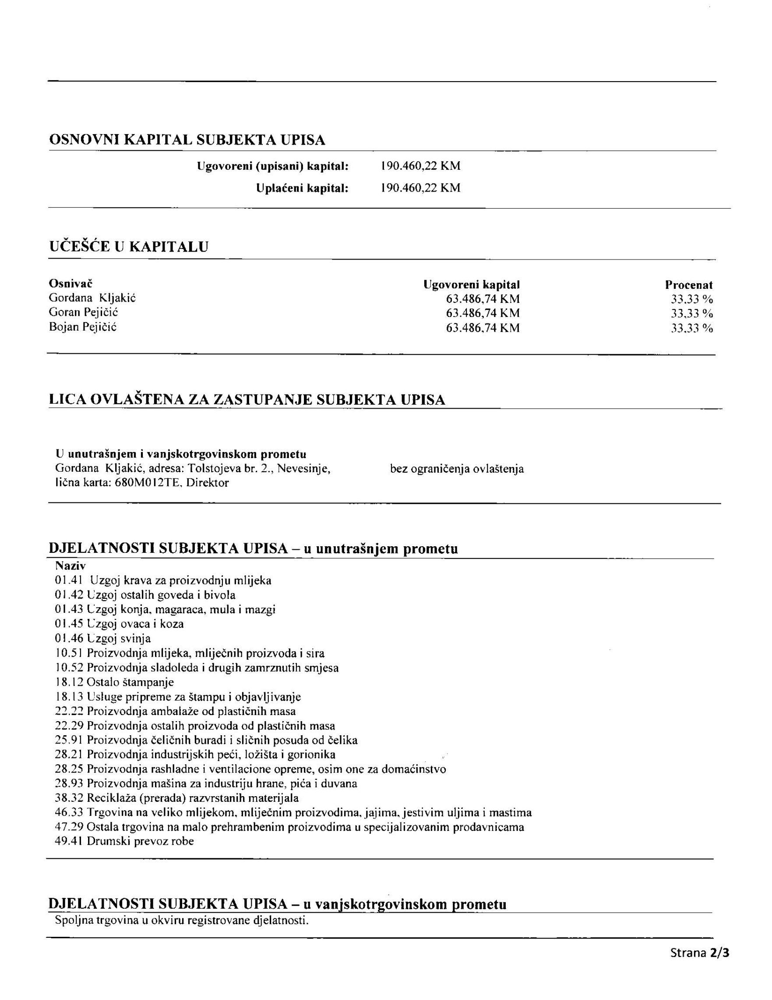 OSNOVNI KAPITAL SUBJEKTA UPISA
Ugovoreni (upisani) kapital: 190.460,22 KM
Uplaćeni kapital: 190.460,22 KM
UČEŠĆE U KAPITALU
Osnivač Ugovoreni kapital Procenat
Gordana Kljakić 63.486,74 KM 33,33 %
Goran Pejičić 63.486,74 KM 33,33 %
Bojan Pejičić 63.486,74 KM 33,33 %
LICA OVLAŠTENA ZA ZASTUPANJE SUBJEKTA UPISA
U unutrašnjem i vanjskotrgovinskom prometu
Gordana Kljakić, adresa: Tolstojeva br. 2., Nevesinje, bez ograničenja ovlaštenja
lična karta: 680M012TE, Direktor
DJELATNOSTI SUBJEKTA UPISA – u unutrašnjem prometu
Naziv
01.41 Uzgoj krava za proizvodnju mlijeka
01.42 Uzgoj ostalih goveda i bivola
01.43 Uzgoj konja, magaraca, mula i mazgi
01.45 Uzgoj ovaca i koza
01.46 Uzgoj svinja
10.51 Proizvodnja mlijeka, mliječnih proizvoda i sira
10.52 Proizvodnja sladoleda i drugih zamrznutih smjesa
18.12 Ostalo štampanje
18.13 Usluge pripreme za štampu i objavljivanje
22.22 Proizvodnja ambalaže od plastičnih masa
22.29 Proizvodnja ostalih proizvoda od plastičnih masa
25.91 Proizvodnja čeličnih buradi i sličnih posuda od čelika
28.21 Proizvodnja industrijskih peći, ložišta i gorionika
28.25 Proizvodnja rashladne i ventilacione opreme, osim one za domaćinstvo
28.93 Proizvodnja mašina za industriju hrane, pića i duvana
38.32 Reciklaža (prerada) razvrstanih materijala
46.33 Trgovina na veliko mlijekom, mliječnim proizvodima, jajima, jestivim uljima i mastima
47.29 Ostala trgovina na malo prehrambenim proizvodima u specijalizovanim prodavnicama
49.41 Drumski prevoz robe
DJELATNOSTI SUBJEKTA UPISA – u vanjskotrgovinskom prometu
Spoljna trgovina u okviru registrovane djelatnosti.
Strana 2/3